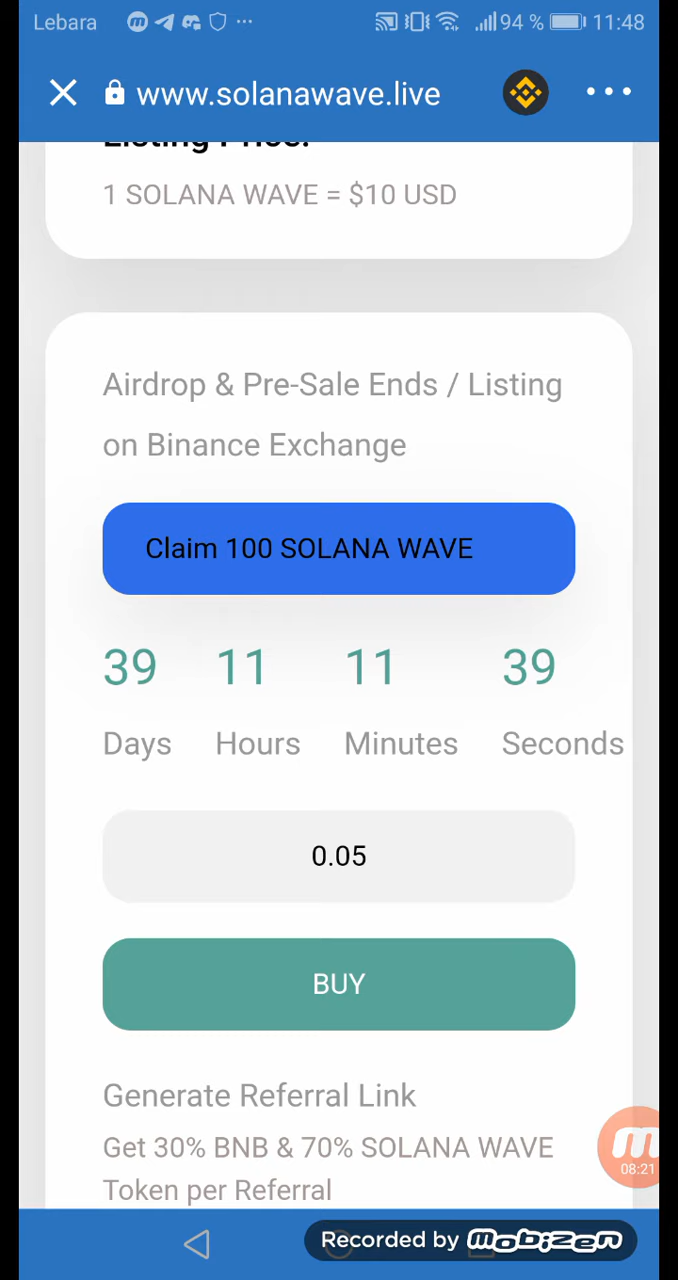 Lebara
94 %
11:48
www.solanawave.live
Listing Price:
1 SOLANA WAVE = $10 USD
Airdrop & Pre-Sale Ends / Listing
on Binance Exchange
Claim 100 SOLANA WAVE
39 11 11 39
Days Hours Minutes Seconds
0.05
BUY
Generate Referral Link
Get 30% BNB & 70% SOLANA WAVE
Token per Referral
08:21
Recorded by mobizen